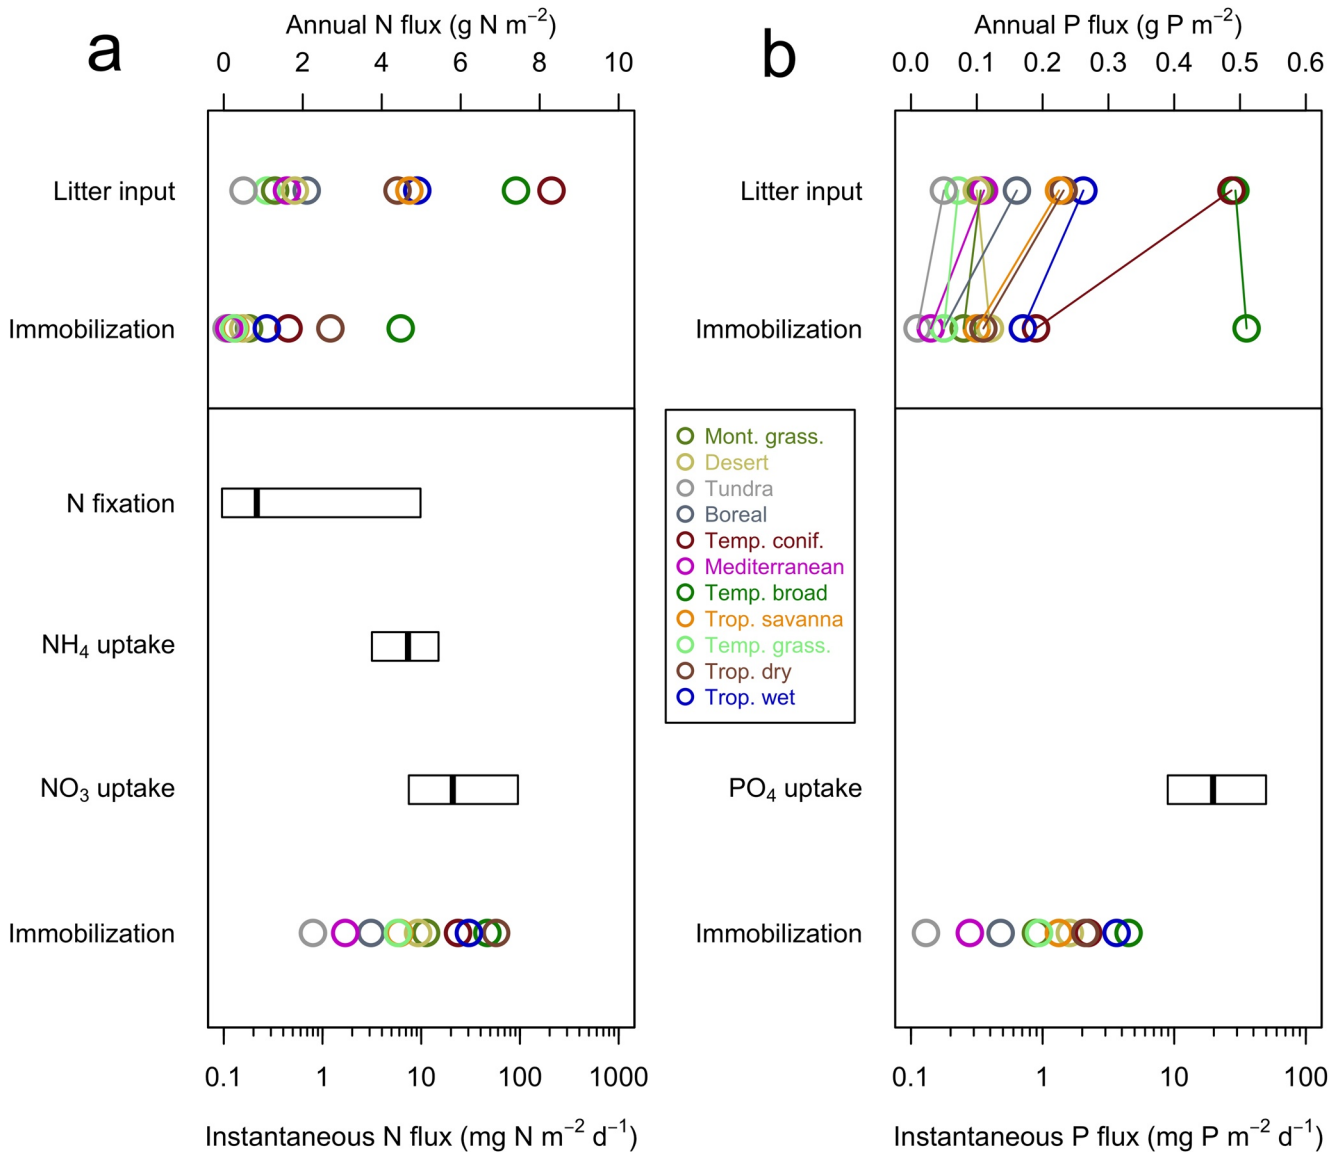 a
Annual N flux (g N m−2)
0 2 4 6 8 10
Litter input
Immobilization
N fixation
NH4 uptake
NO3 uptake
Immobilization
0.1 1 10 100 1000
Instantaneous N flux (mg N m−2 d−1)
Mont. grass.
Desert
Tundra
Boreal
Temp. conif.
Mediterranean
Temp. broad
Trop. savanna
Temp. grass.
Trop. dry
Trop. wet
b
Annual P flux (g P m−2)
0.0 0.1 0.2 0.3 0.4 0.5 0.6
Litter input
Immobilization
PO4 uptake
Immobilization
0.1 1 10 100
Instantaneous P flux (mg P m−2 d−1)